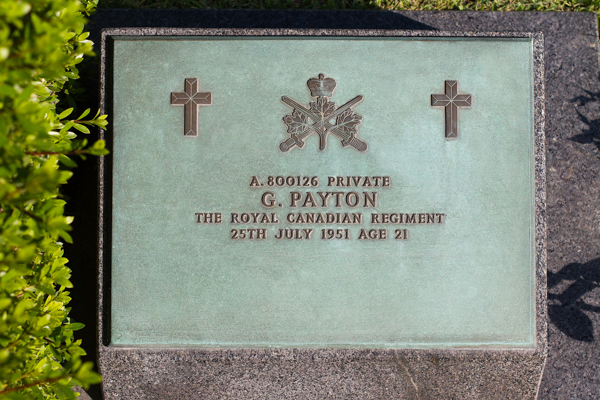 A.800126 PRIVATE
G. PAYTON
THE ROYAL CANADIAN REGIMENT
25TH JULY 1951 AGE 21